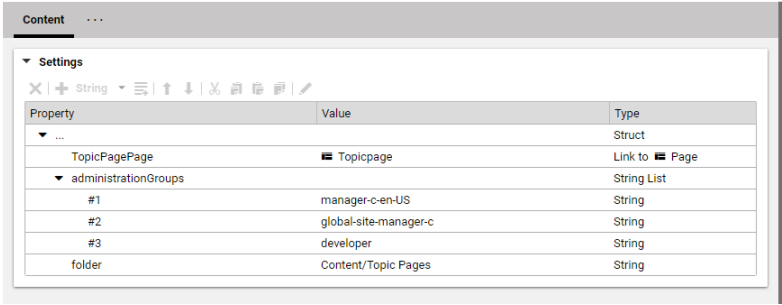 Content ...
Settings
String
Property Value Type
... Struct
TopicPagePage Topicpage Link to Page
administrationGroups String List
#1 manager-c-en-US String
#2 global-site-manager-c String
#3 developer String
folder Content/Topic Pages String